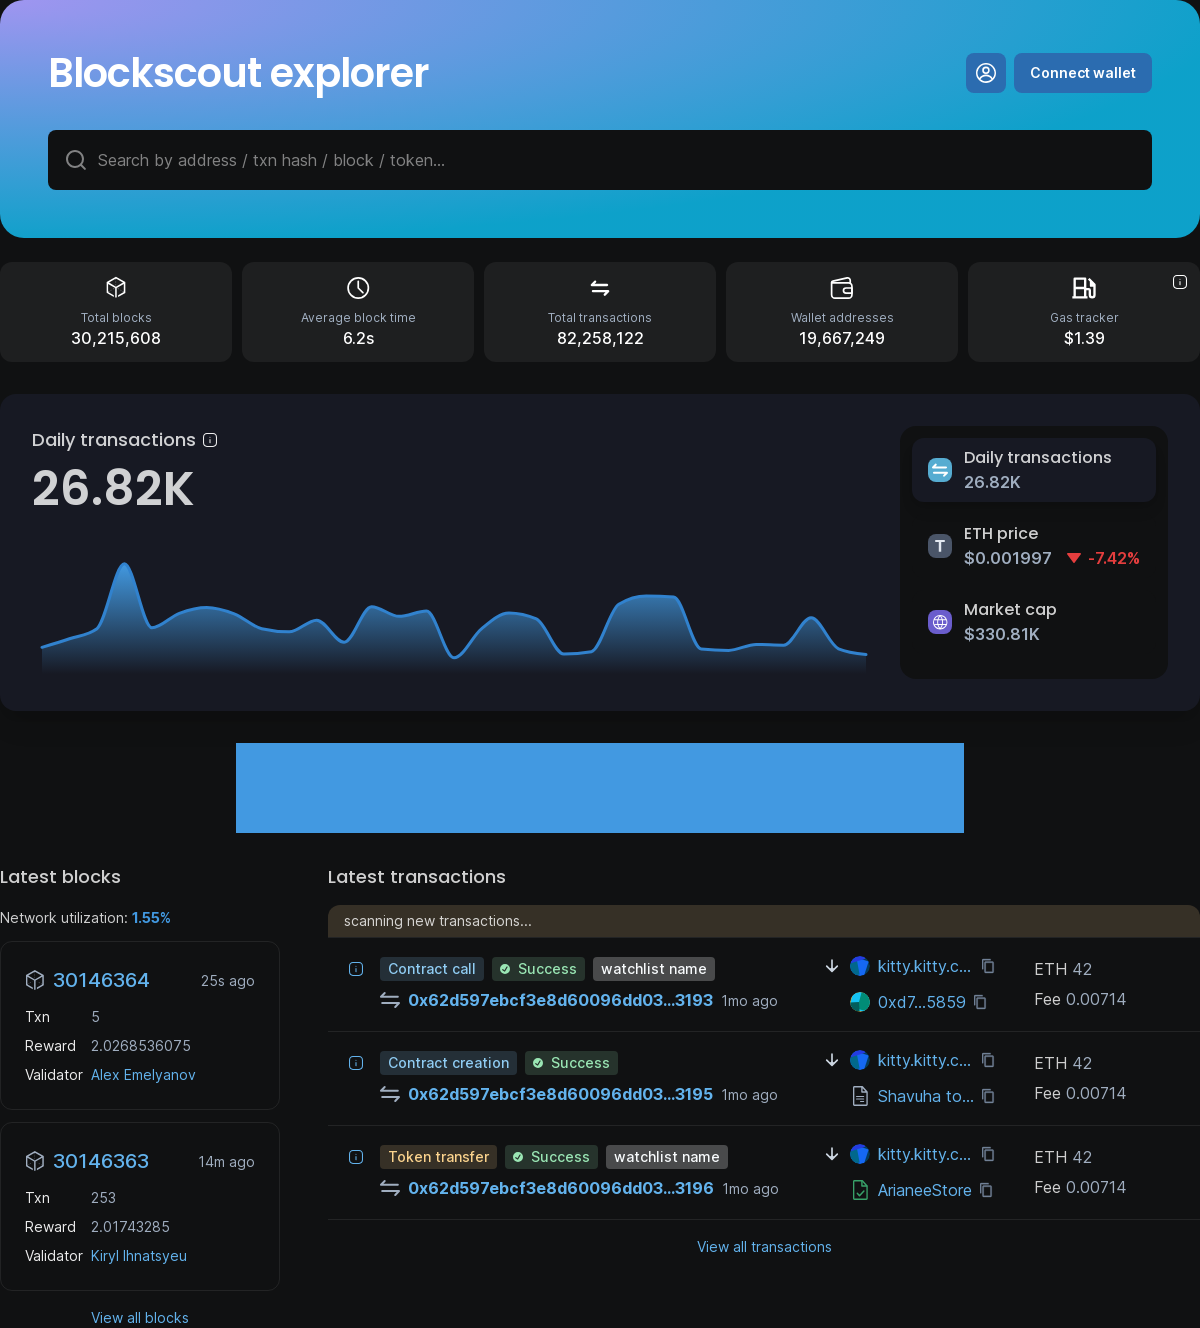 Blockscout explorer
Connect wallet
Search by address / txn hash / block / token...
Total blocks
30,215,608
Average block time
6.2s
Total transactions
82,258,122
Wallet addresses
19,667,249
Gas tracker
$1.39
Daily transactions
26.82K
Daily transactions
26.82K
T
ETH price
$0.001997 -7.42%
Market cap
$330.81K
Latest blocks
Network utilization: 1.55%
30146364 25s ago
Txn 5
Reward 2.0268536075
Validator Alex Emelyanov
30146363 14m ago
Txn 253
Reward 2.01743285
Validator Kiryl Ihnatsyeu
View all blocks
Latest transactions
scanning new transactions...
Contract call Success watchlist name
0x62d597ebcf3e8d60096dd03...3193 1mo ago
kitty.kitty.c...
0xd7...5859
ETH 42
Fee 0.00714
Contract creation Success
0x62d597ebcf3e8d60096dd03...3195 1mo ago
kitty.kitty.c...
Shavuha to...
ETH 42
Fee 0.00714
Token transfer Success watchlist name
0x62d597ebcf3e8d60096dd03...3196 1mo ago
kitty.kitty.c...
ArianeeStore
ETH 42
Fee 0.00714
View all transactions